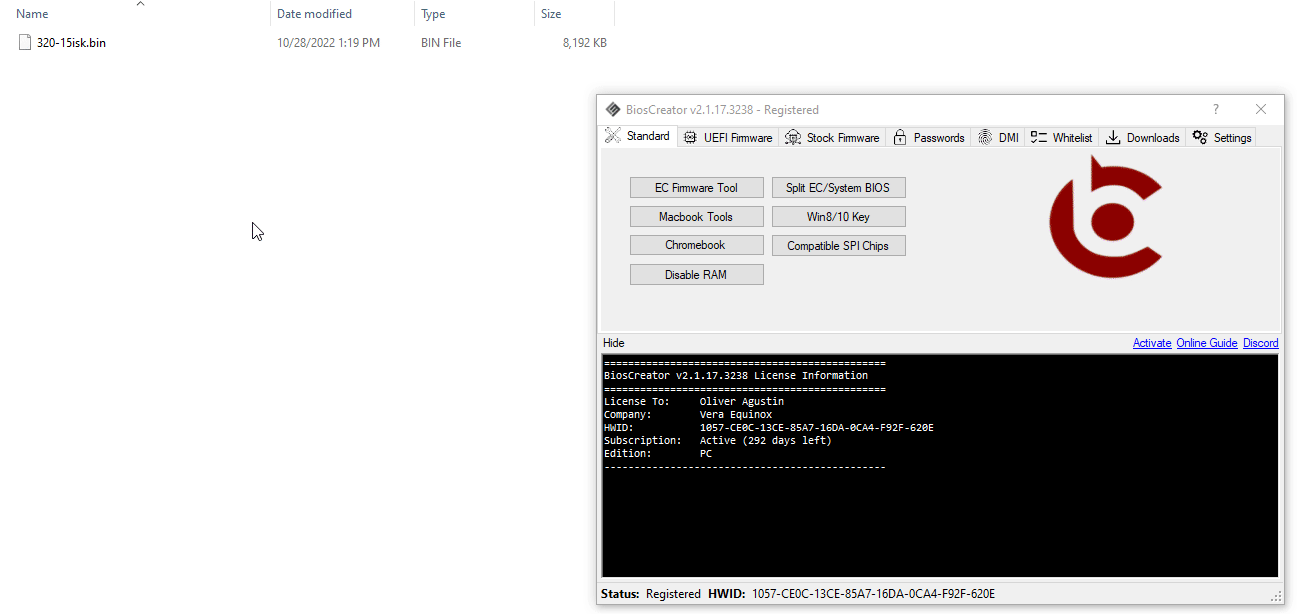 Name Date modified Type Size
320-15isk.bin 10/28/2022 1:19 PM BIN File 8,192 KB
BiosCreator v2.1.17.3238 - Registered ?
Standard UEFI Firmware Stock Firmware Passwords DMI Whitelist Downloads Settings
EC Firmware Tool Split EC/System BIOS
Macbook Tools Win8/10 Key
Chromebook Compatible SPI Chips
Disable RAM
Hide Activate Online Guide Discord
===============================================
BiosCreator v2.1.17.3238 License Information
===============================================
License To: Oliver Agustin
Company: Vera Equinox
HWID: 1057-CE0C-13CE-85A7-16DA-0CA4-F92F-620E
Subscription: Active (292 days left)
Edition: PC
-----------------------------------------------
Status: Registered HWID: 1057-CE0C-13CE-85A7-16DA-0CA4-F92F-620E